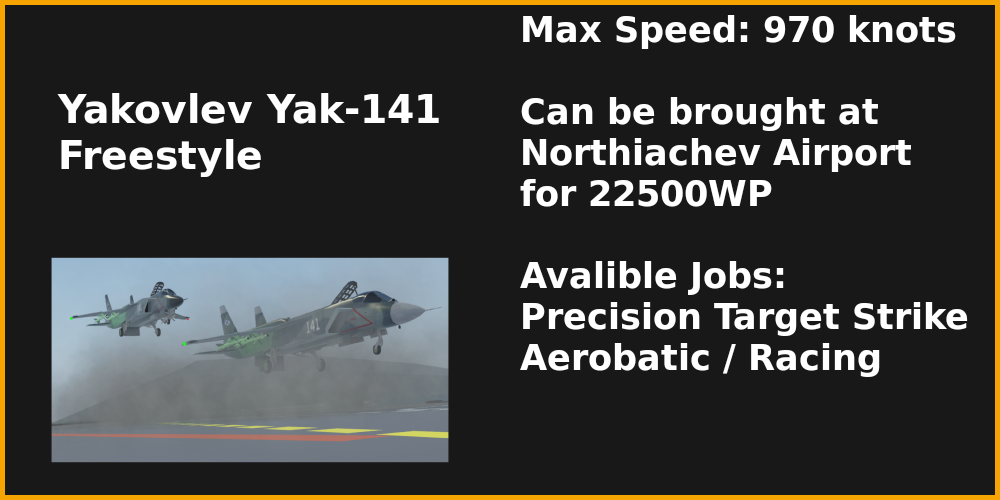 Yakovlev Yak-141
Freestyle
141
Max Speed: 970 knots
Can be brought at
Northiachev Airport
for 22500WP
Avalible Jobs:
Precision Target Strike
Aerobatic / Racing